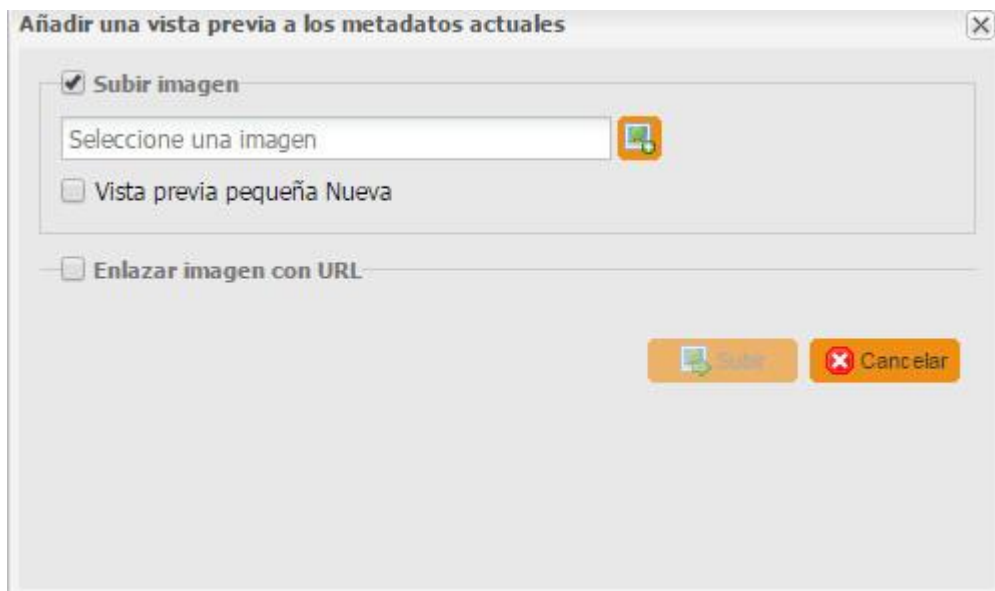 Añadir una vista previa a los metadatos actuales
Subir imagen
Seleccione una imagen
Vista previa pequeña Nueva
Enlazar imagen con URL
Subir
Cancelar